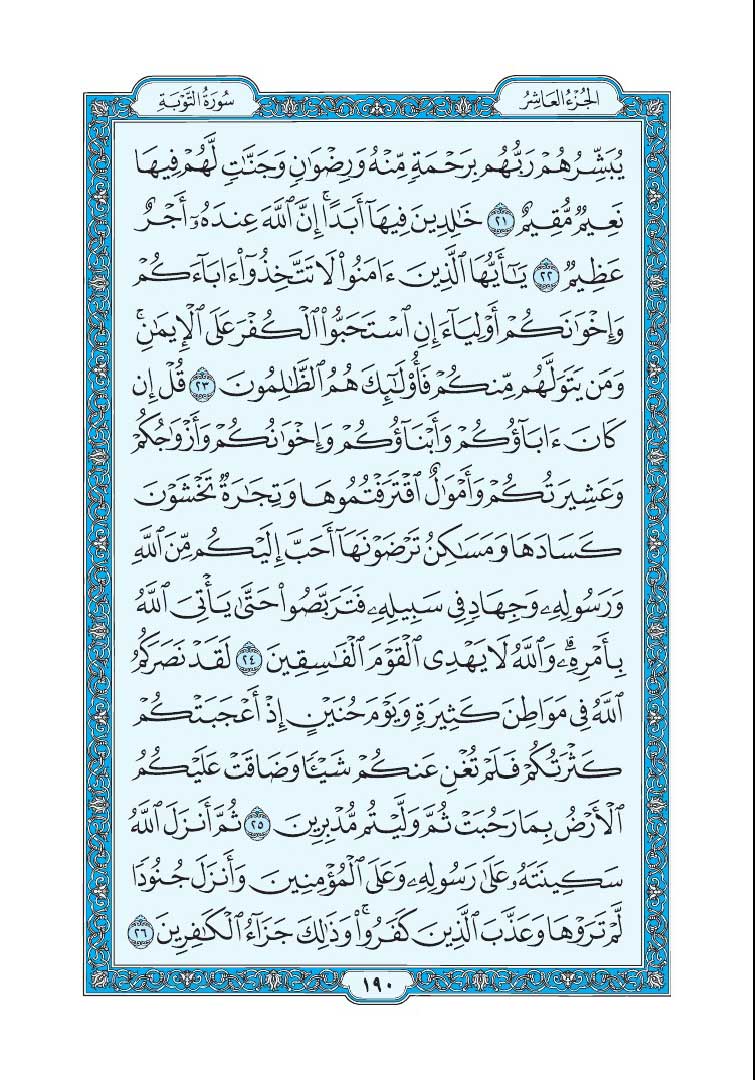 الجُزْءُ العَاشِرُ
سُورَةُ التَّوْبَةِ
يُبَشِّرُهُمْ رَبُّهُم بِرَحْمَةٍ مِّنْهُ وَرِضْوَٰنٍ وَجَنَّٰتٍ لَّهُمْ فِيهَا
نَعِيمٌ مُّقِيمٌ ٢١ خَٰلِدِينَ فِيهَآ أَبَدًا ۚ إِنَّ ٱللَّهَ عِندَهُۥٓ أَجْرٌ
عَظِيمٌ ٢٢ يَٰٓأَيُّهَا ٱلَّذِينَ ءَامَنُوا۟ لَا تَتَّخِذُوٓا۟ ءَابَآءَكُمْ
وَإِخْوَٰنَكُمْ أَوْلِيَآءَ إِنِ ٱسْتَحَبُّوا۟ ٱلْكُفْرَ عَلَى ٱلْإِيمَٰنِ ۚ
وَمَن يَتَوَلَّهُم مِّنكُمْ فَأُو۟لَٰٓئِكَ هُمُ ٱلظَّٰلِمُونَ ٢٣ قُلْ إِن
كَانَ ءَابَآؤُكُمْ وَأَبْنَآؤُكُمْ وَإِخْوَٰنُكُمْ وَأَزْوَٰجُكُمْ
وَعَشِيرَتُكُمْ وَأَمْوَٰلٌ ٱقْتَرَفْتُمُوهَا وَتِجَٰرَةٌ تَخْشَوْنَ
كَسَادَهَا وَمَسَٰكِنُ تَرْضَوْنَهَآ أَحَبَّ إِلَيْكُم مِّنَ ٱللَّهِ
وَرَسُولِهِۦ وَجِهَادٍ فِى سَبِيلِهِۦ فَتَرَبَّصُوا۟ حَتَّىٰ يَأْتِىَ ٱللَّهُ
بِأَمْرِهِۦ ۗ وَٱللَّهُ لَا يَهْدِى ٱلْقَوْمَ ٱلْفَٰسِقِينَ ٢٤ لَقَدْ نَصَرَكُمُ
ٱللَّهُ فِى مَوَاطِنَ كَثِيرَةٍ وَيَوْمَ حُنَيْنٍ إِذْ أَعْجَبَتْكُمْ
كَثْرَتُكُمْ فَلَمْ تُغْنِ عَنكُمْ شَيْـًٔا وَضَاقَتْ عَلَيْكُمُ
ٱلْأَرْضُ بِمَا رَحُبَتْ ثُمَّ وَلَّيْتُم مُّدْبِرِينَ ٢٥ ثُمَّ أَنزَلَ ٱللَّهُ
سَكِينَتَهُۥ عَلَىٰ رَسُولِهِۦ وَعَلَى ٱلْمُؤْمِنِينَ وَأَنزَلَ جُنُودًا
لَّمْ تَرَوْهَا وَعَذَّبَ ٱلَّذِينَ كَفَرُوا۟ ۚ وَذَٰلِكَ جَزَآءُ ٱلْكَٰفِرِينَ ٢٦
١٩٠